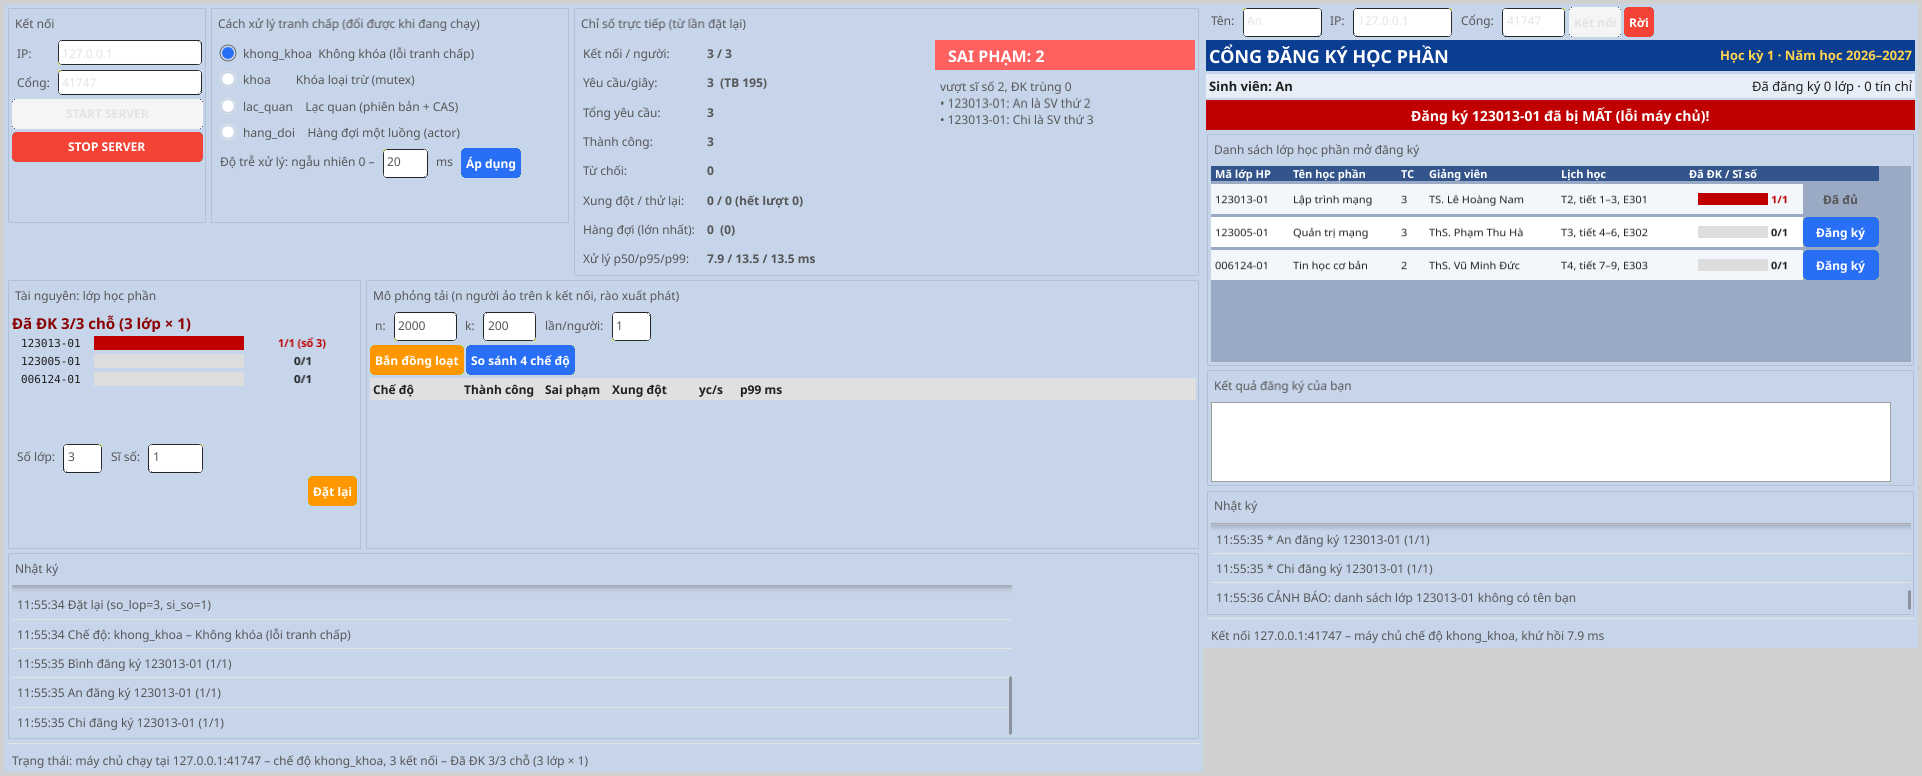 Kết nối
IP: 127.0.0.1
Cổng: 41747
START SERVER
STOP SERVER
Cách xử lý tranh chấp (đổi được khi đang chạy)
khong_khoa Không khóa (lỗi tranh chấp)
khoa Khóa loại trừ (mutex)
lac_quan Lạc quan (phiên bản + CAS)
hang_doi Hàng đợi một luồng (actor)
Độ trễ xử lý: ngẫu nhiên 0 – 20 ms Áp dụng
Chỉ số trực tiếp (từ lần đặt lại)
Kết nối / người: 3 / 3
Yêu cầu/giây: 3 (TB 195)
Tổng yêu cầu: 3
Thành công: 3
Từ chối: 0
Xung đột / thử lại: 0 / 0 (hết lượt 0)
Hàng đợi (lớn nhất): 0 (0)
Xử lý p50/p95/p99: 7.9 / 13.5 / 13.5 ms
SAI PHẠM: 2
vượt sĩ số 2, ĐK trùng 0
• 123013-01: An là SV thứ 2
• 123013-01: Chi là SV thứ 3
Tài nguyên: lớp học phần
Đã ĐK 3/3 chỗ (3 lớp × 1)
123013-01 1/1 (sổ 3)
123005-01 0/1
006124-01 0/1
Số lớp: 3 Sĩ số: 1
Đặt lại
Mô phỏng tải (n người ảo trên k kết nối, rào xuất phát)
n: 2000 k: 200 lần/người: 1
Bắn đồng loạt So sánh 4 chế độ
Chế độ Thành công Sai phạm Xung đột yc/s p99 ms
Nhật ký
11:55:34 Đặt lại (so_lop=3, si_so=1)
11:55:34 Chế độ: khong_khoa – Không khóa (lỗi tranh chấp)
11:55:35 Bình đăng ký 123013-01 (1/1)
11:55:35 An đăng ký 123013-01 (1/1)
11:55:35 Chi đăng ký 123013-01 (1/1)
Trạng thái: máy chủ chạy tại 127.0.0.1:41747 – chế độ khong_khoa, 3 kết nối – Đã ĐK 3/3 chỗ (3 lớp × 1)
Tên: An IP: 127.0.0.1 Cổng: 41747 Kết nối Rời
CỔNG ĐĂNG KÝ HỌC PHẦN Học kỳ 1 · Năm học 2026–2027
Sinh viên: An Đã đăng ký 0 lớp · 0 tín chỉ
Đăng ký 123013-01 đã bị MẤT (lỗi máy chủ)!
Danh sách lớp học phần mở đăng ký
Mã lớp HP Tên học phần TC Giảng viên Lịch học Đã ĐK / Sĩ số
123013-01 Lập trình mạng 3 TS. Lê Hoàng Nam T2, tiết 1–3, E301 1/1 Đã đủ
123005-01 Quản trị mạng 3 ThS. Phạm Thu Hà T3, tiết 4–6, E302 0/1 Đăng ký
006124-01 Tin học cơ bản 2 ThS. Vũ Minh Đức T4, tiết 7–9, E303 0/1 Đăng ký
Kết quả đăng ký của bạn
Nhật ký
11:55:35 * An đăng ký 123013-01 (1/1)
11:55:35 * Chi đăng ký 123013-01 (1/1)
11:55:36 CẢNH BÁO: danh sách lớp 123013-01 không có tên bạn
Kết nối 127.0.0.1:41747 – máy chủ chế độ khong_khoa, khứ hồi 7.9 ms